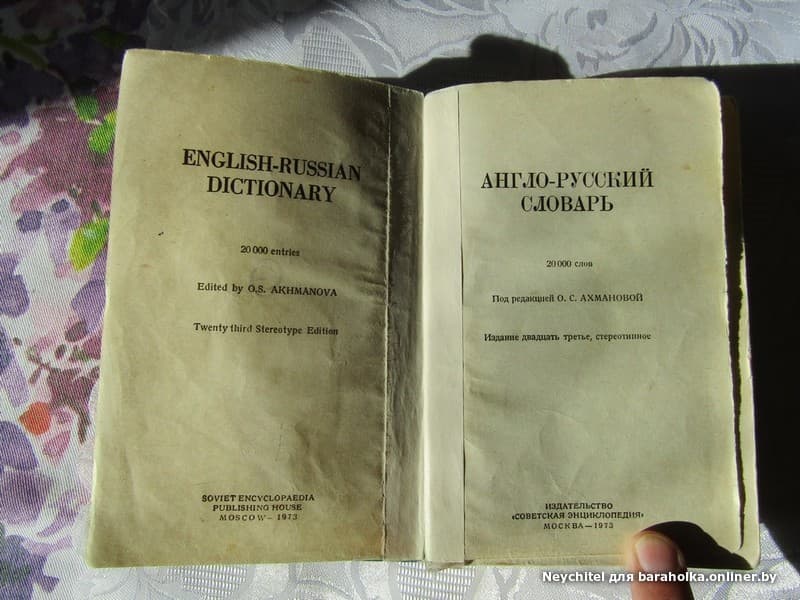 ENGLISH-RUSSIAN
DICTIONARY
20 000 entries
Edited by O.S. AKHMANOVA
Twenty third Stereotype Edition
SOVIET ENCYCLOPAEDIA
PUBLISHING HOUSE
MOSCOW — 1973
АНГЛО-РУССКИЙ
СЛОВАРЬ
20 000 слов
Под редакцией О. С. АХМАНОВОЙ
Издание двадцать третье, стереотипное
ИЗДАТЕЛЬСТВО
«СОВЕТСКАЯ ЭНЦИКЛОПЕДИЯ»
МОСКВА — 1973
Neychitel для baraholka.onliner.by